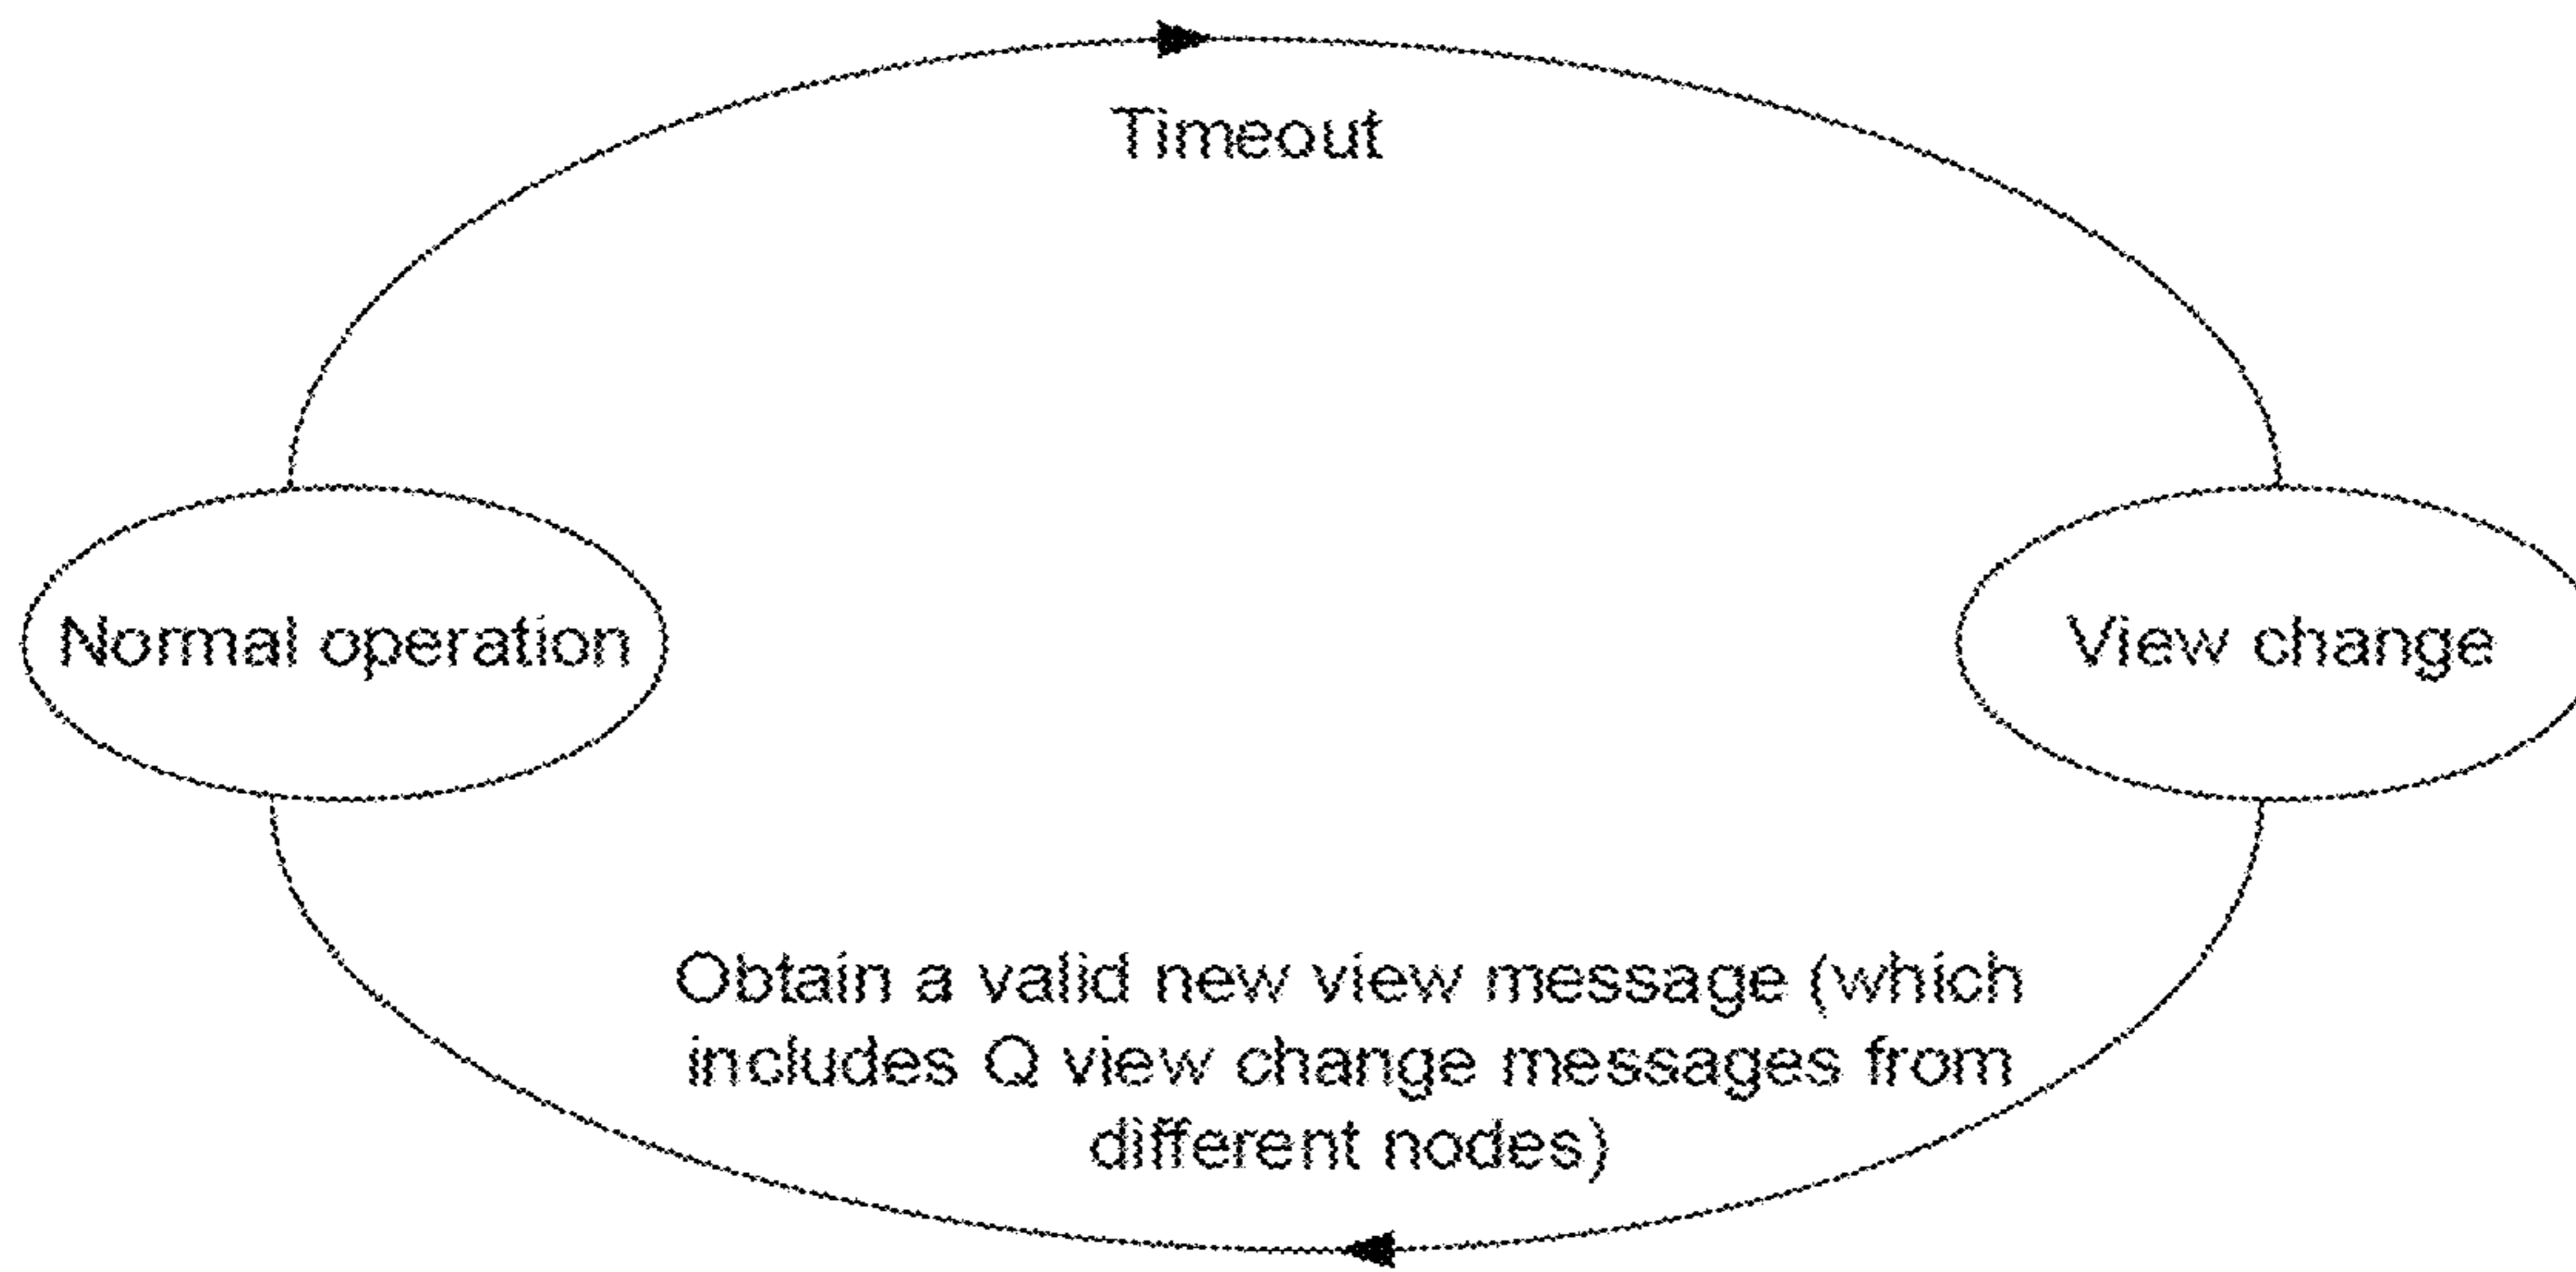 Timeout
Normal operation
View change
Obtain a valid new view message (which
includes Q view change messages from
different nodes)